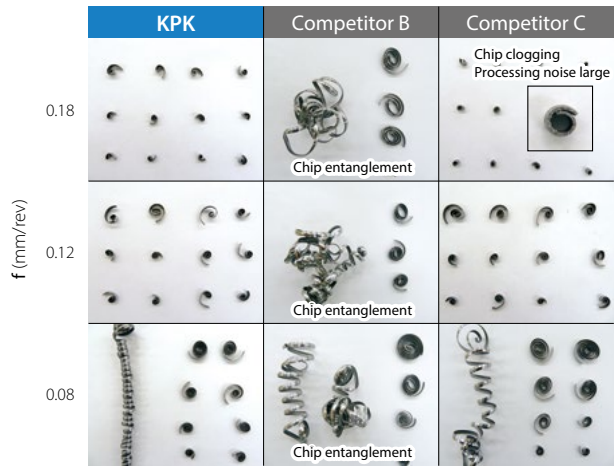 KPK
Competitor B
Competitor C
f (mm/rev)
0.18
Chip entanglement
Chip clogging
Processing noise large
0.12
Chip entanglement
0.08
Chip entanglement